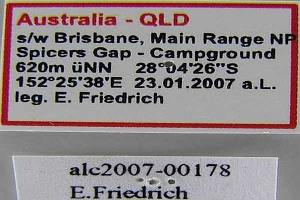 Australia - QLD
s/w Brisbane, Main Range NP
Spicers Gap - Campground
620m üNN 28°04'26"S
152°25'38'E 23.01.2007 a.L.
leg. E. Friedrich
alc2007-00178
E.Friedrich